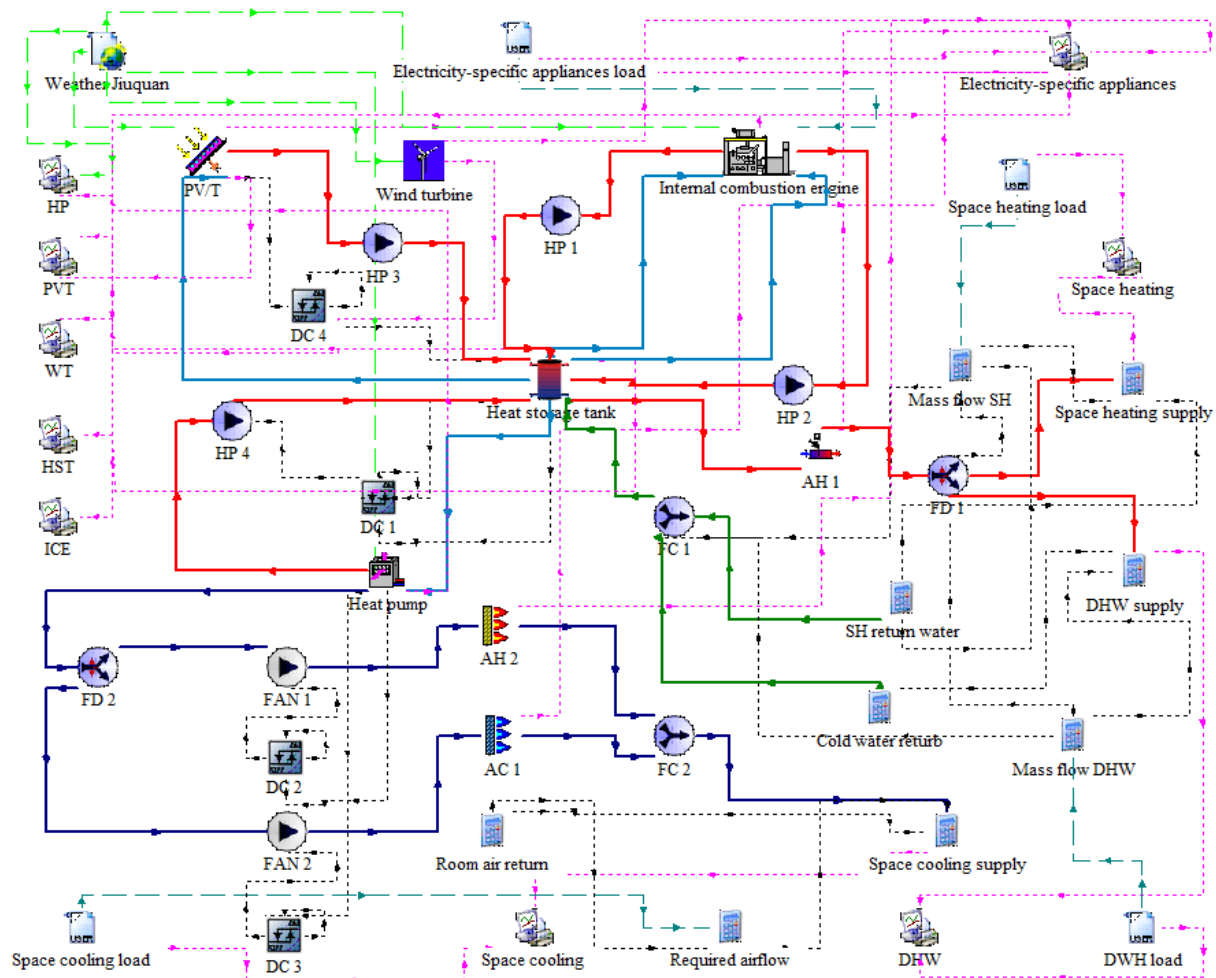 Weather Jiuquan
Electricity-specific appliances load
Electricity-specific appliances
HP
PV/T
Wind turbine
Internal combustion engine
Space heating load
HP 1
HP 3
PVT
Space heating
DC 4
WT
Heat storage tank
HP 2
Mass flow SH
Space heating supply
HP 4
HST
AH 1
FD 1
DC 1
ICE
FC 1
Heat pump
DHW supply
SH return water
AH 2
FD 2
FAN 1
Cold water returb
Mass flow DHW
DC 2
AC 1
FC 2
FAN 2
Room air return
Space cooling supply
USER
Space cooling load
DC 3
Space cooling
Required airflow
DHW
DWH load